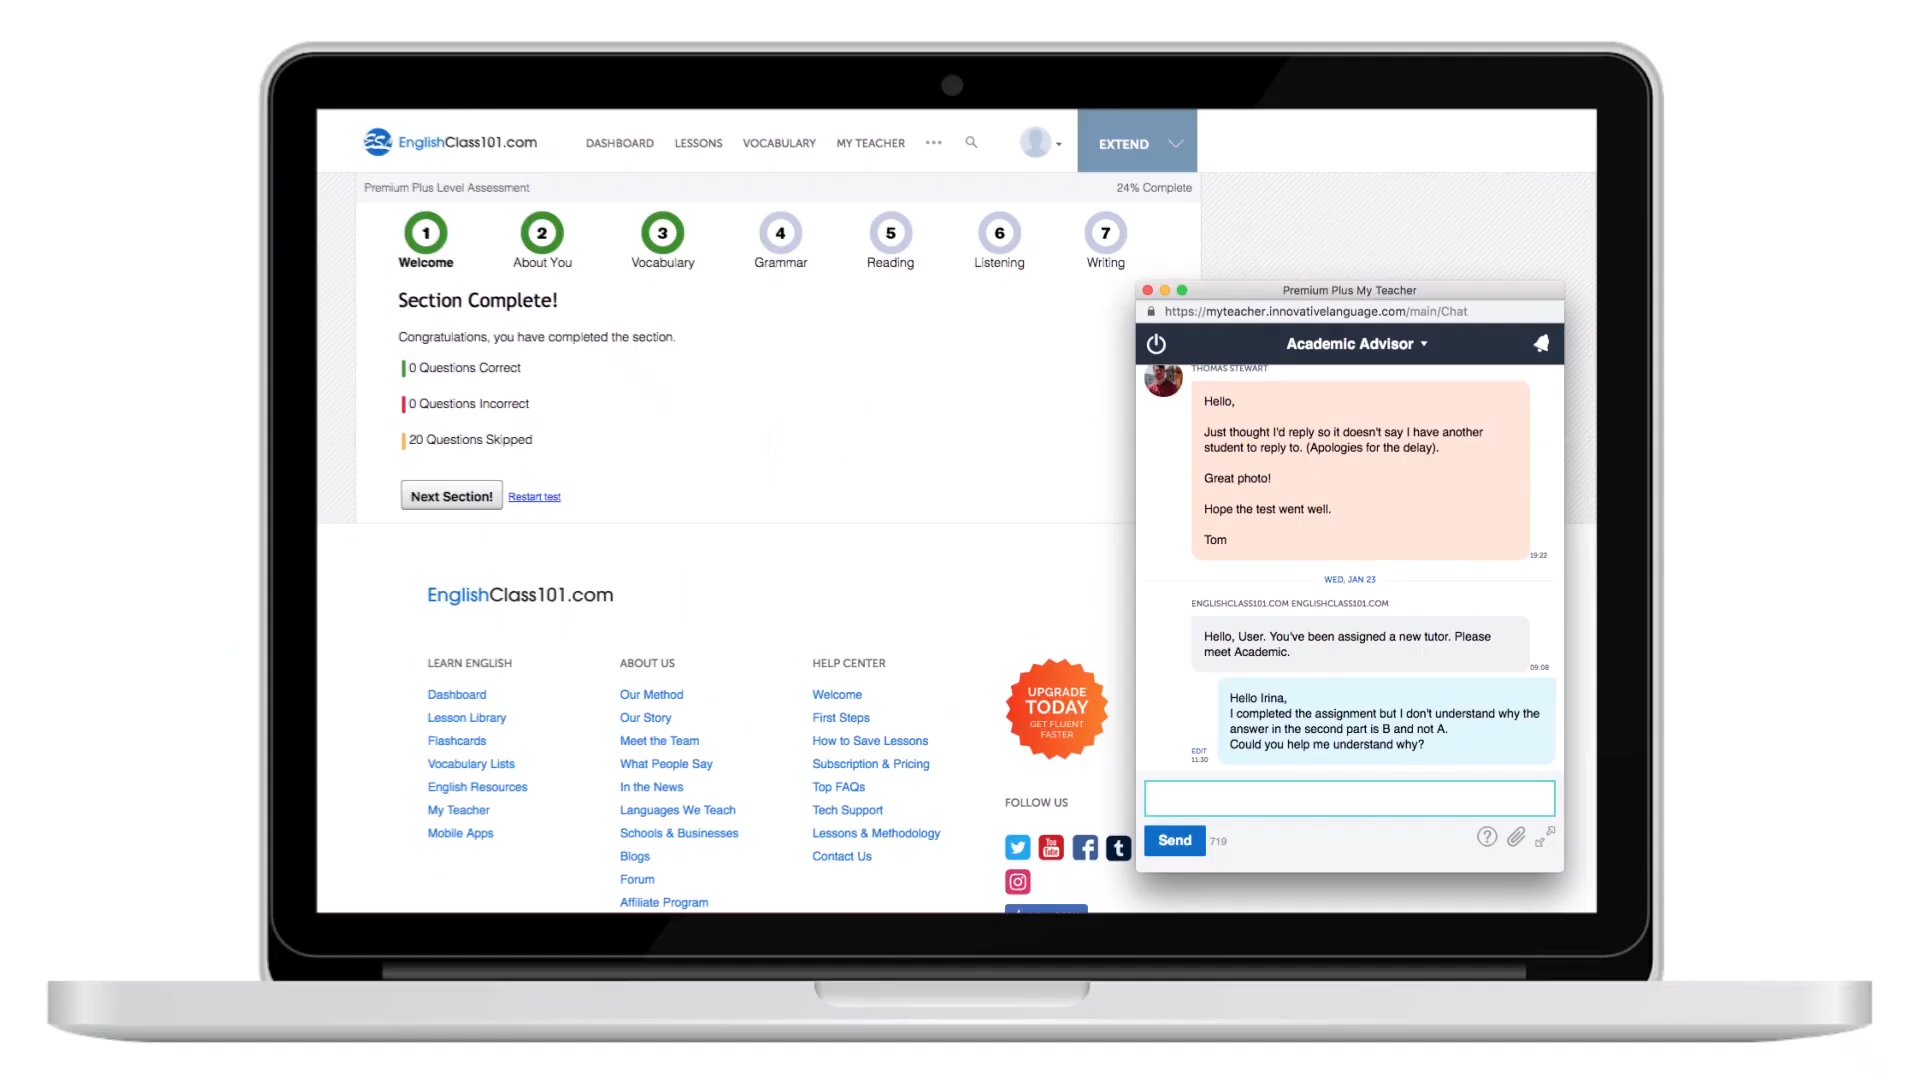 EnglishClass101.com
DASHBOARD LESSONS VOCABULARY MY TEACHER ••• EXTEND
Premium Plus Level Assessment 24% Complete
1 2 3 4 5 6 7
Welcome About You Vocabulary Grammar Reading Listening Writing
Section Complete!
Congratulations, you have completed the section.
0 Questions Correct
0 Questions Incorrect
20 Questions Skipped
Next Section! Restart test
EnglishClass101.com
LEARN ENGLISH
Dashboard
Lesson Library
Flashcards
Vocabulary Lists
English Resources
My Teacher
Mobile Apps
ABOUT US
Our Method
Our Story
Meet the Team
What People Say
In the News
Languages We Teach
Schools & Businesses
Blogs
Forum
Affiliate Program
HELP CENTER
Welcome
First Steps
How to Save Lessons
Subscription & Pricing
Top FAQs
Tech Support
Lessons & Methodology
Contact Us
UPGRADE
TODAY
GET FLUENT
FASTER
FOLLOW US
You
Tube
Premium Plus My Teacher
https://myteacher.innovativelanguage.com/main/Chat
Academic Advisor
THOMAS STEWART
Hello,
Just thought I'd reply so it doesn't say I have another
student to reply to. (Apologies for the delay).
Great photo!
Hope the test went well.
Tom
19:22
WED, JAN 23
ENGLISHCLASS101.COM ENGLISHCLASS101.COM
Hello, User. You've been assigned a new tutor. Please
meet Academic.
09:08
Hello Irina,
I completed the assignment but I don't understand why the
answer in the second part is B and not A.
Could you help me understand why?
EDIT
11:30
Send 719